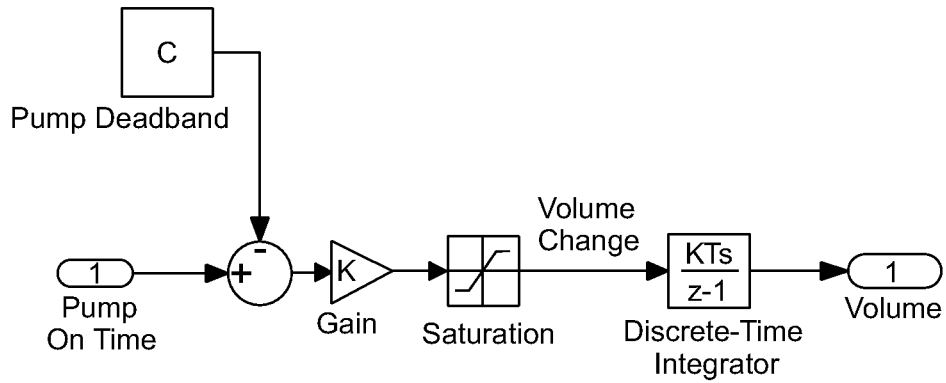 C
Pump Deadband
-
+
1
Pump
On Time
K
Gain
Saturation
Volume
Change
KTs
z-1
Discrete-Time
Integrator
1
Volume